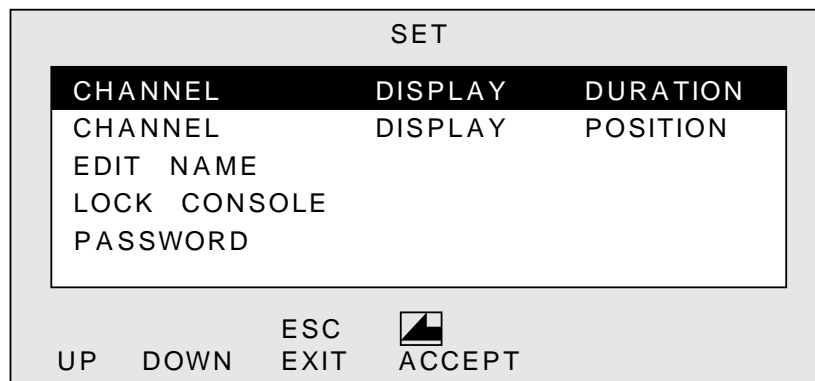 SET
CHANNEL DISPLAY DURATION
CHANNEL DISPLAY POSITION
EDIT NAME
LOCK CONSOLE
PASSWORD
ESC
UP DOWN EXIT ACCEPT